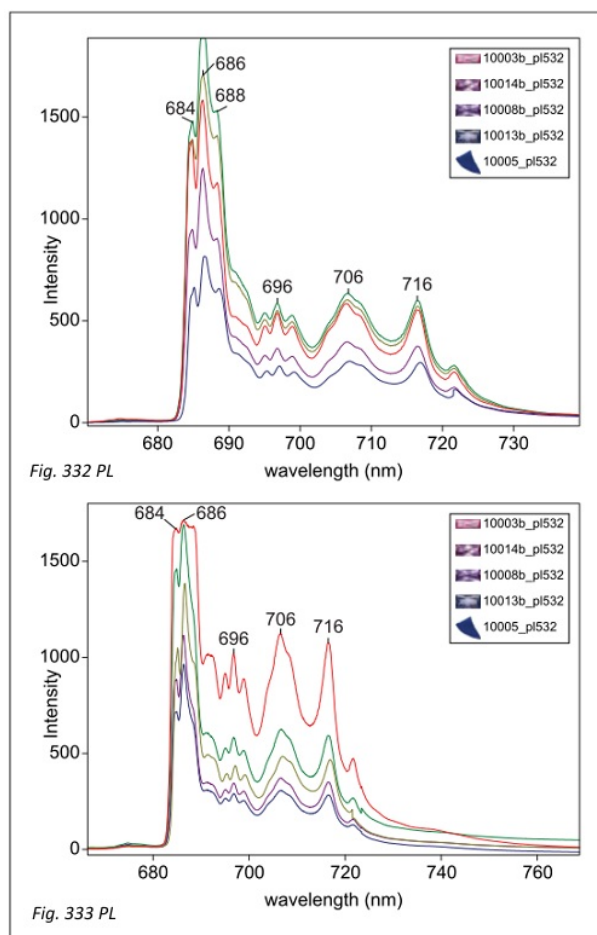 686
688
684
1500
1000
500
0
Intensity
696
706
716
10003b_pl532
10014b_pl532
10008b_pl532
10013b_pl532
10005_pl532
680
690
700
710
720
730
wavelength (nm)
Fig. 332 PL
684
686
1500
1000
500
0
Intensity
696
706
716
10003b_pl532
10014b_pl532
10008b_pl532
10013b_pl532
10005_pl532
680
700
720
740
760
wavelength (nm)
Fig. 333 PL